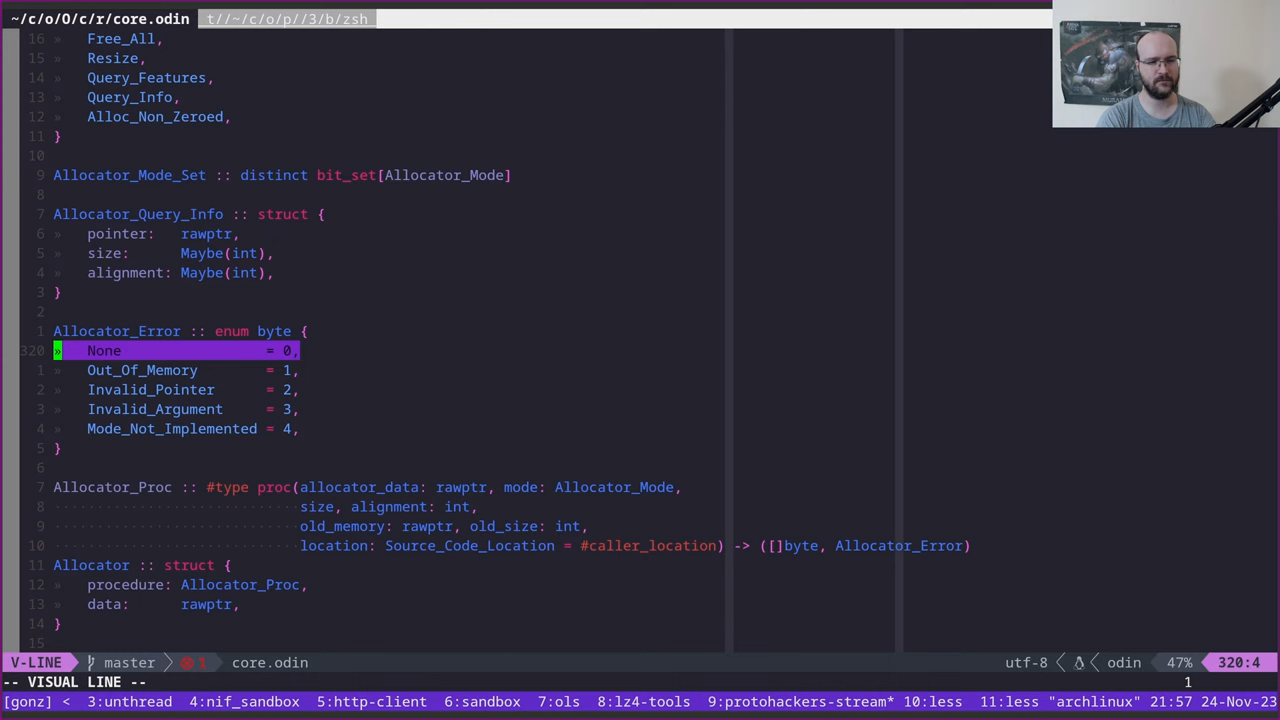 ~/c/o/O/c/r/core.odin t//~/c/o/p//3/b/zsh
16 » Free_All,
15 » Resize,
14 » Query_Features,
13 » Query_Info,
12 » Alloc_Non_Zeroed,
11 }
10
9 Allocator_Mode_Set :: distinct bit_set[Allocator_Mode]
8
7 Allocator_Query_Info :: struct {
6 » pointer: rawptr,
5 » size: Maybe(int),
4 » alignment: Maybe(int),
3 }
2
1 Allocator_Error :: enum byte {
320 » None = 0,
1 » Out_Of_Memory = 1,
2 » Invalid_Pointer = 2,
3 » Invalid_Argument = 3,
4 » Mode_Not_Implemented = 4,
5 }
6
7 Allocator_Proc :: #type proc(allocator_data: rawptr, mode: Allocator_Mode,
8 size, alignment: int,
9 old_memory: rawptr, old_size: int,
10 location: Source_Code_Location = #caller_location) -> ([]byte, Allocator_Error)
11 Allocator :: struct {
12 » procedure: Allocator_Proc,
13 » data: rawptr,
14 }
15
V-LINE master 1 core.odin utf-8 odin 47% 320:4
-- VISUAL LINE -- 1
[gonz] < 3:unthread 4:nif_sandbox 5:http-client 6:sandbox 7:ols 8:lz4-tools 9:protohackers-stream* 10:less 11:less "archlinux" 21:57 24-Nov-23